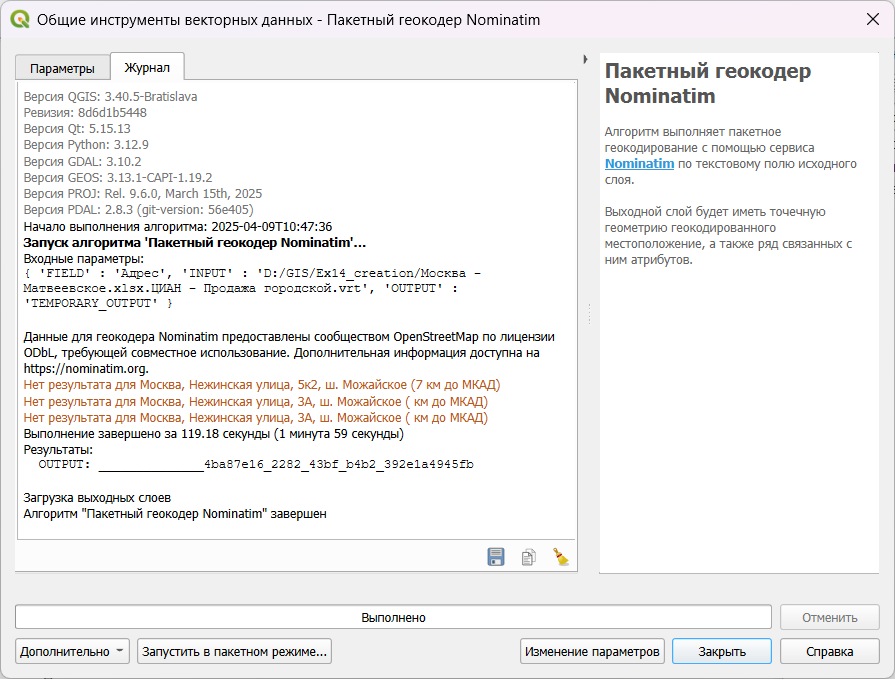 Общие инструменты векторных данных - Пакетный геокодер Nominatim
Параметры
Журнал
Версия QGIS: 3.40.5-Bratislava
Ревизия: 8d6d1b5448
Версия Qt: 5.15.13
Версия Python: 3.12.9
Версия GDAL: 3.10.2
Версия GEOS: 3.13.1-CAPI-1.19.2
Версия PROJ: Rel. 9.6.0, March 15th, 2025
Версия PDAL: 2.8.3 (git-version: 56e405)
Начало выполнения алгоритма: 2025-04-09T10:47:36
Запуск алгоритма 'Пакетный геокодер Nominatim'...
Входные параметры:
{ 'FIELD' : 'Адрес', 'INPUT' : 'D:/GIS/Ex14_creation/Москва -
Матвеевское.xlsx.ЦИАН - Продажа городской.vrt', 'OUTPUT' :
'TEMPORARY_OUTPUT' }
Данные для геокодера Nominatim предоставлены сообществом OpenStreetMap по лицензии
ODbL, требующей совместное использование. Дополнительная информация доступна на
https://nominatim.org.
Нет результата для Москва, Нежинская улица, 5к2, ш. Можайское (7 км до МКАД)
Нет результата для Москва, Нежинская улица, 3А, ш. Можайское ( км до МКАД)
Нет результата для Москва, Нежинская улица, 3А, ш. Можайское ( км до МКАД)
Выполнение завершено за 119.18 секунды (1 минута 59 секунды)
Результаты:
OUTPUT: ______________4ba87e16_2282_43bf_b4b2_392e1a4945fb
Загрузка выходных слоев
Алгоритм "Пакетный геокодер Nominatim" завершен
Пакетный геокодер
Nominatim
Алгоритм выполняет пакетное
геокодирование с помощью сервиса
Nominatim по текстовому полю исходного
слоя.
Выходной слой будет иметь точечную
геометрию геокодированного
местоположение, а также ряд связанных с
ним атрибутов.
Выполнено
Отменить
Дополнительно
Запустить в пакетном режиме...
Изменение параметров
Закрыть
Справка